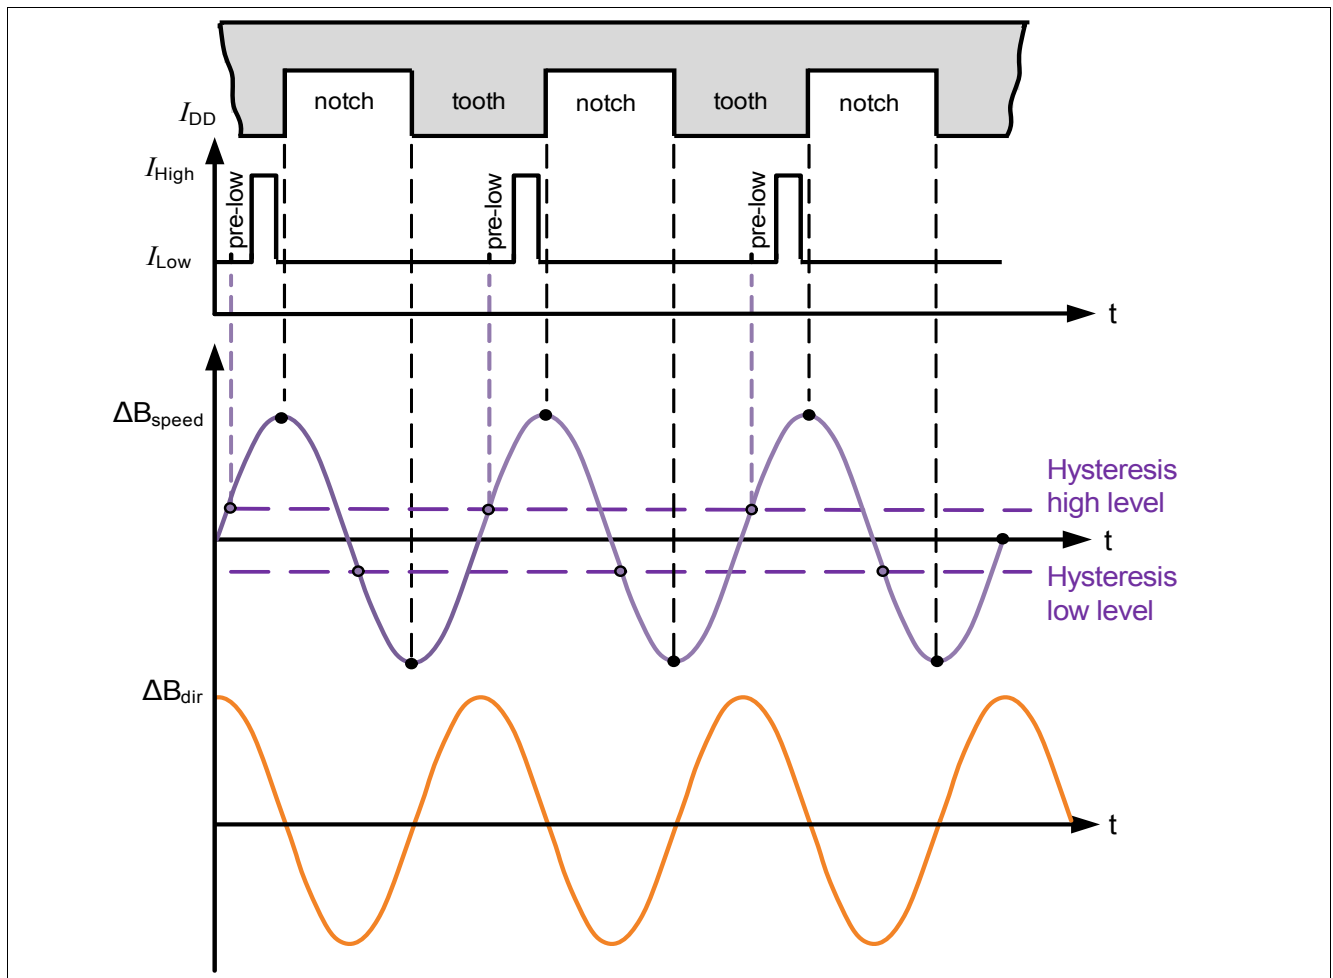 notch
tooth
notch
tooth
notch
IDD
IHigh
pre-low
pre-low
pre-low
ILow
t
ΔBspeed
Hysteresis
high level
t
Hysteresis
low level
ΔBdir
t